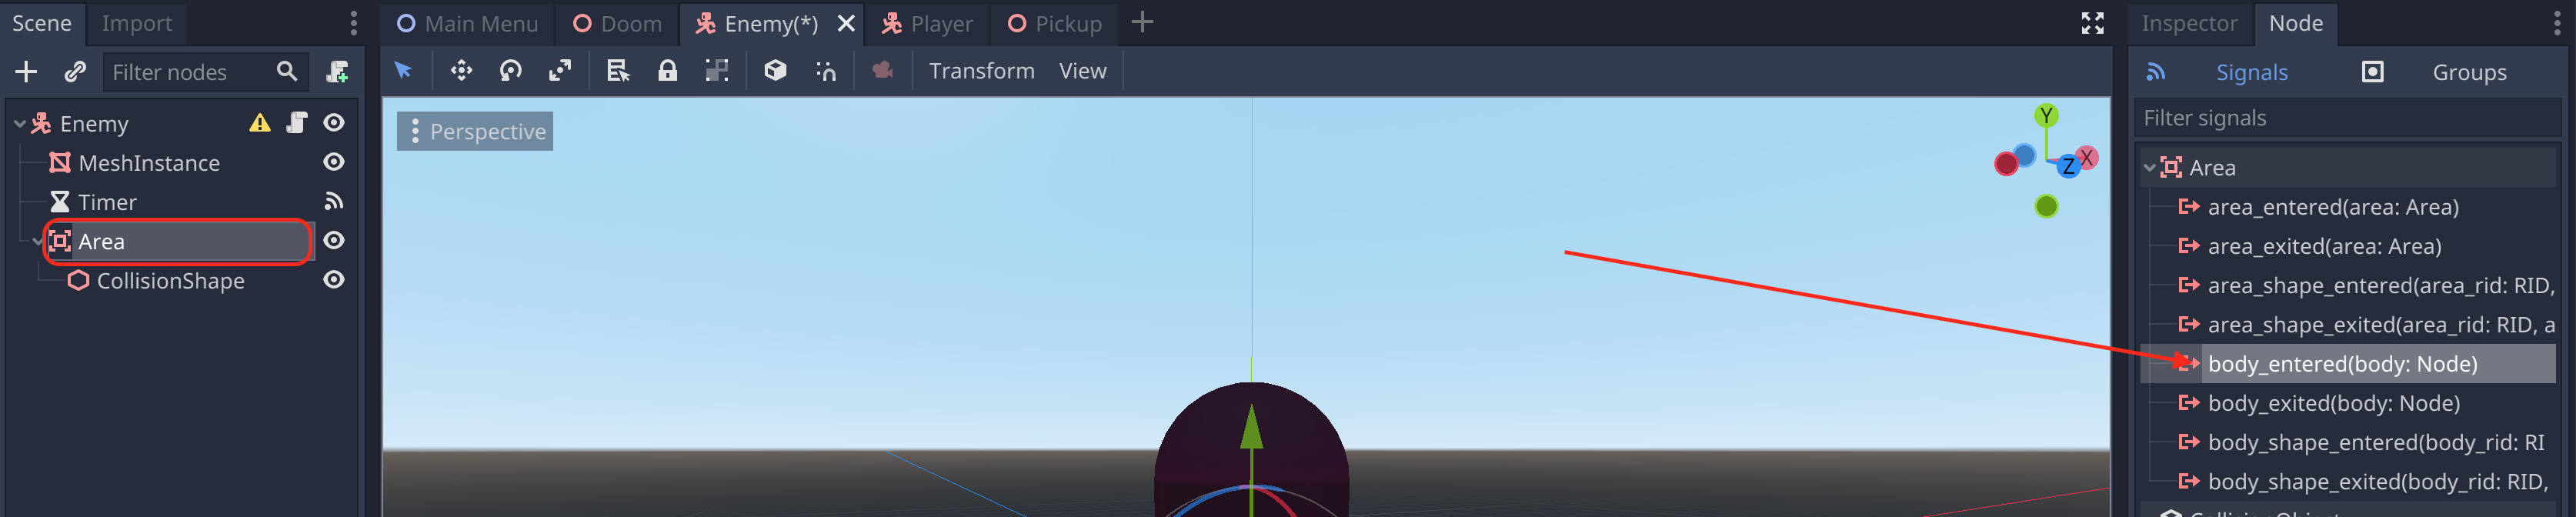 Scene Import
Main Menu Doom Enemy(*) Player Pickup
Inspector Node
Filter nodes
Transform View
Signals Groups
Enemy
MeshInstance
Timer
Area
CollisionShape
Perspective
Y
X
Z
Filter signals
Area
area_entered(area: Area)
area_exited(area: Area)
area_shape_entered(area_rid: RID,
area_shape_exited(area_rid: RID, a
body_entered(body: Node)
body_exited(body: Node)
body_shape_entered(body_rid: RI
body_shape_exited(body_rid: RID,